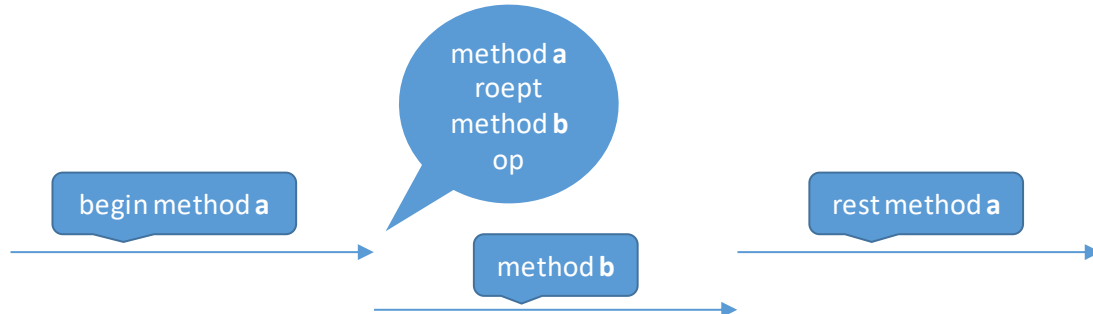 method a
roept
method b
op
begin method a
rest method a
method b